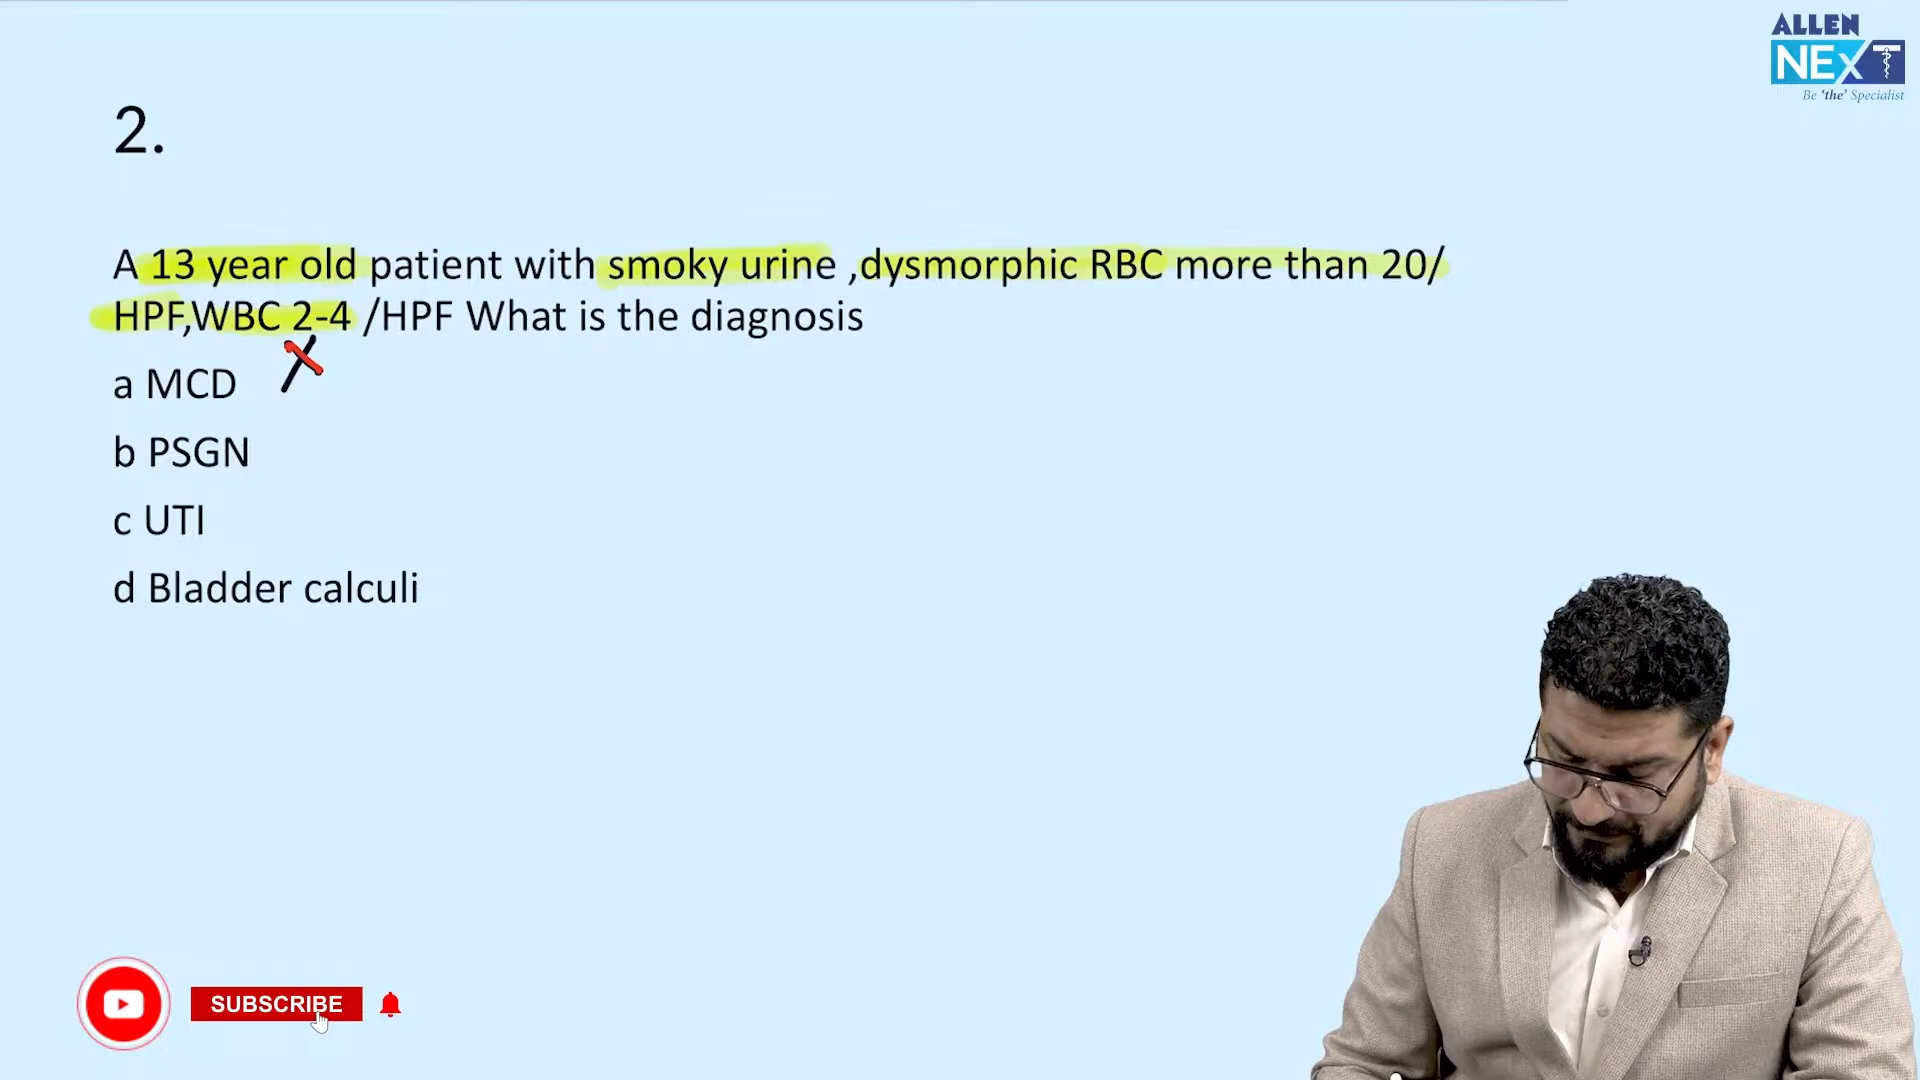 ALLEN
NEXT
Be 'the' Specialist
2.
A 13 year old patient with smoky urine ,dysmorphic RBC more than 20/
HPF,WBC 2-4 /HPF What is the diagnosis
a MCD
b PSGN
c UTI
d Bladder calculi
SUBSCRIBE